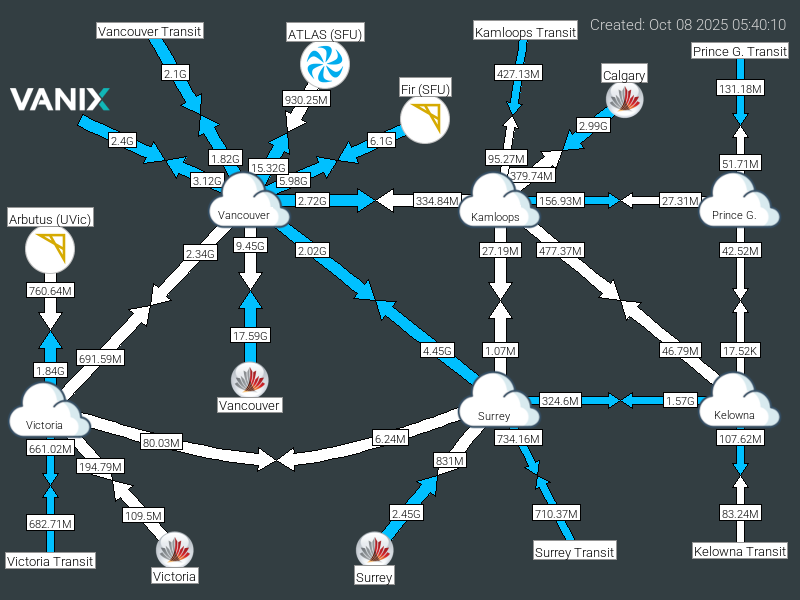 Created: Oct 08 2025 05:40:10
Vancouver Transit
ATLAS (SFU)
Kamloops Transit
Prince G. Transit
2.1G
427.13M
Calgary
131.18M
VANIX
930.25M
Fir (SFU)
2.99G
2.4G
6.1G
1.82G
15.32G
95.27M
51.71M
3.12G
5.98G
379.74M
2.72G
334.84M
156.93M
27.31M
Vancouver
Kamloops
Prince G.
Arbutus (UVic)
2.34G
9.45G
2.02G
27.19M
477.37M
42.52M
760.64M
17.59G
691.59M
4.45G
1.07M
46.79M
17.52K
1.84G
Vancouver
324.6M
1.57G
Victoria
Surrey
Kelowna
661.02M
80.03M
6.24M
734.16M
107.62M
194.79M
831M
682.71M
109.5M
2.45G
710.37M
83.24M
Victoria Transit
Victoria
Surrey
Surrey Transit
Kelowna Transit